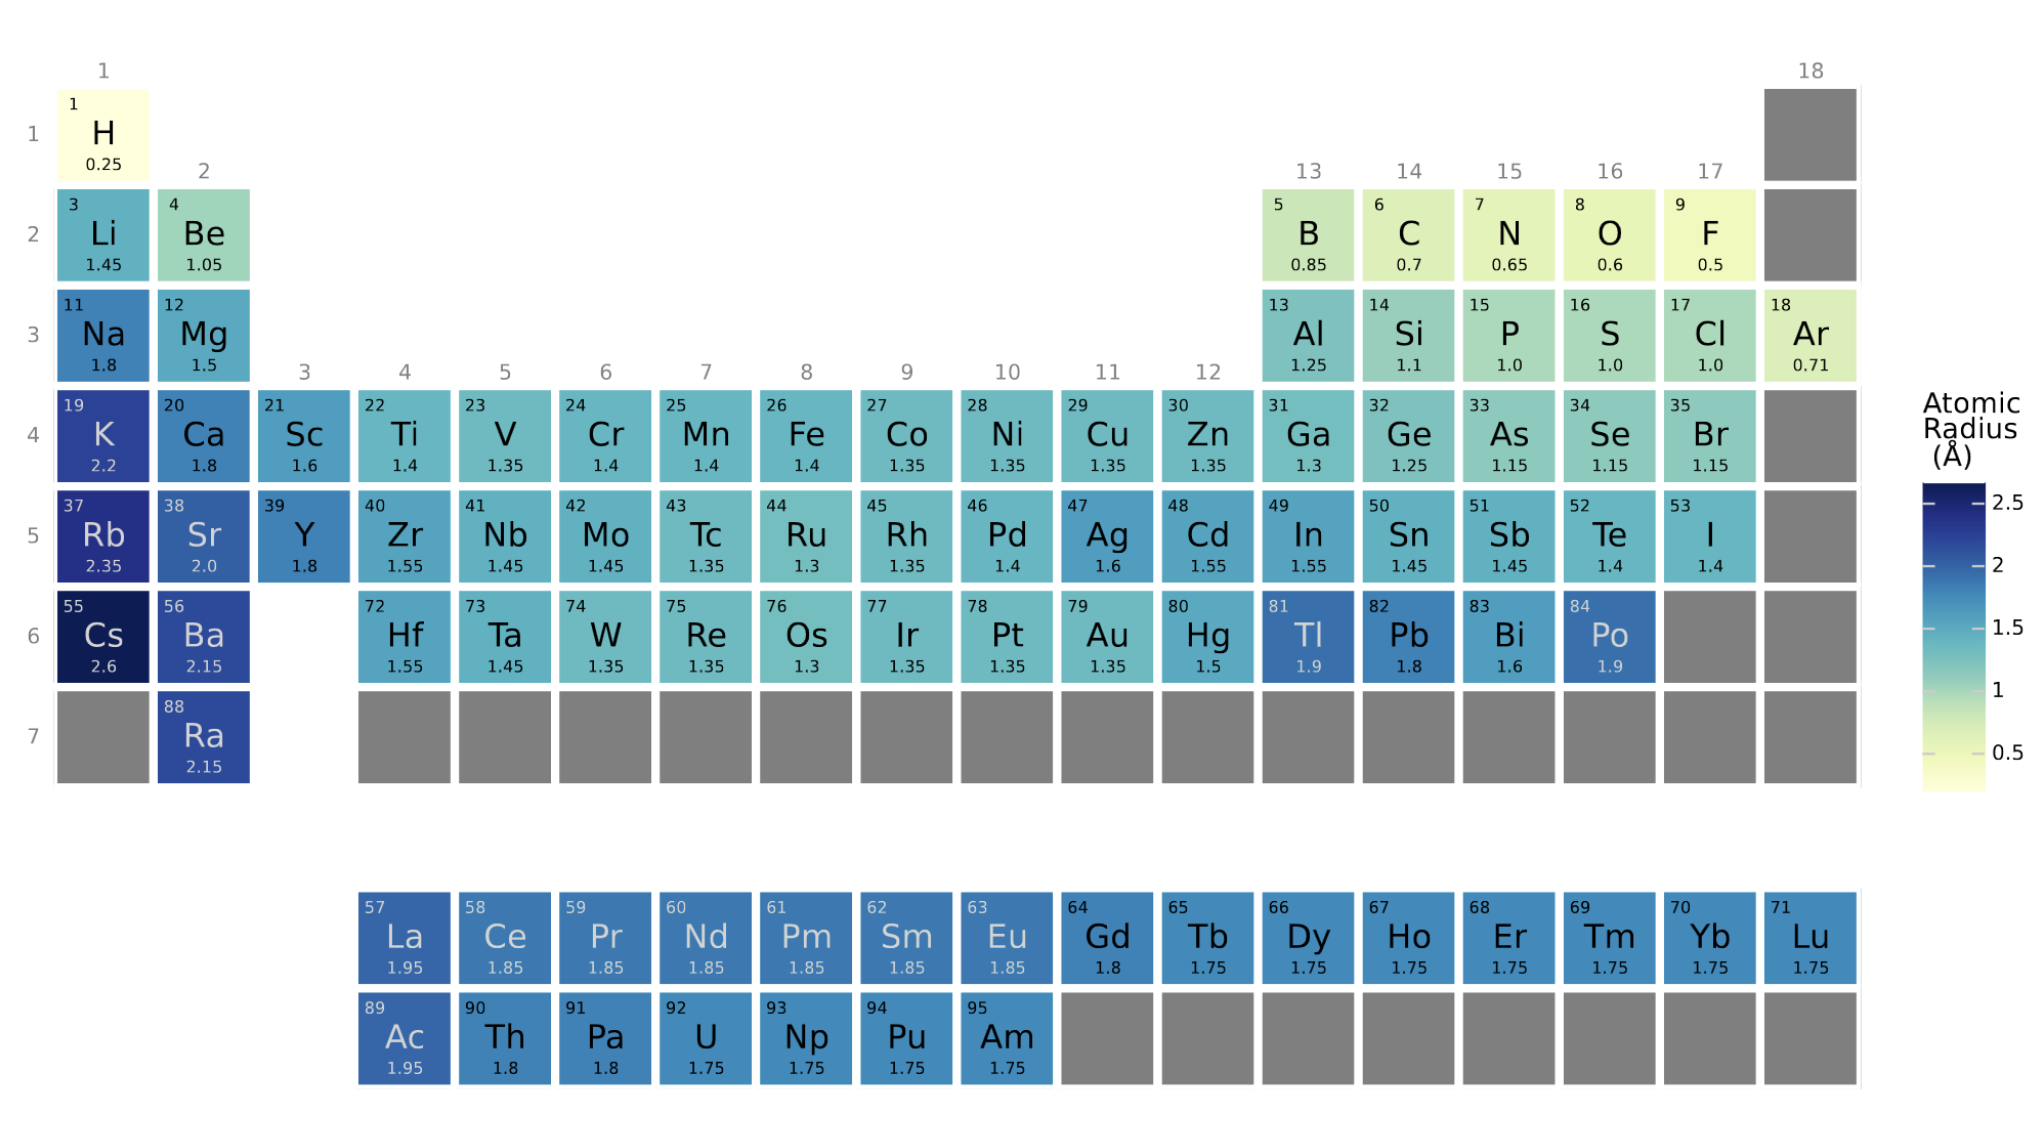 1 18
1
1 H
0.25
2 13 14 15 16 17
2
3 4 5 6 7 8 9
Li Be B C N O F
1.45 1.05 0.85 0.7 0.65 0.6 0.5
3
11 12 13 14 15 16 17 18
Na Mg Al Si P S Cl Ar
1.8 1.5 1.25 1.1 1.0 1.0 1.0 0.71
3 4 5 6 7 8 9 10 11 12
4
19 20 21 22 23 24 25 26 27 28 29 30 31 32 33 34 35
K Ca Sc Ti V Cr Mn Fe Co Ni Cu Zn Ga Ge As Se Br
2.2 1.8 1.6 1.4 1.35 1.4 1.4 1.4 1.35 1.35 1.35 1.35 1.3 1.25 1.15 1.15 1.15
5
37 38 39 40 41 42 43 44 45 46 47 48 49 50 51 52 53
Rb Sr Y Zr Nb Mo Tc Ru Rh Pd Ag Cd In Sn Sb Te I
2.35 2.0 1.8 1.55 1.45 1.45 1.35 1.3 1.35 1.4 1.6 1.55 1.55 1.45 1.45 1.4 1.4
6
55 56 72 73 74 75 76 77 78 79 80 81 82 83 84
Cs Ba Hf Ta W Re Os Ir Pt Au Hg Tl Pb Bi Po
2.6 2.15 1.55 1.45 1.35 1.35 1.3 1.35 1.35 1.35 1.5 1.9 1.8 1.6 1.9
7
88
Ra
2.15
57 58 59 60 61 62 63 64 65 66 67 68 69 70 71
La Ce Pr Nd Pm Sm Eu Gd Tb Dy Ho Er Tm Yb Lu
1.95 1.85 1.85 1.85 1.85 1.85 1.85 1.8 1.75 1.75 1.75 1.75 1.75 1.75 1.75
89 90 91 92 93 94 95
Ac Th Pa U Np Pu Am
1.95 1.8 1.8 1.75 1.75 1.75 1.75
Atomic
Radius
(Å)
2.5
2
1.5
1
0.5